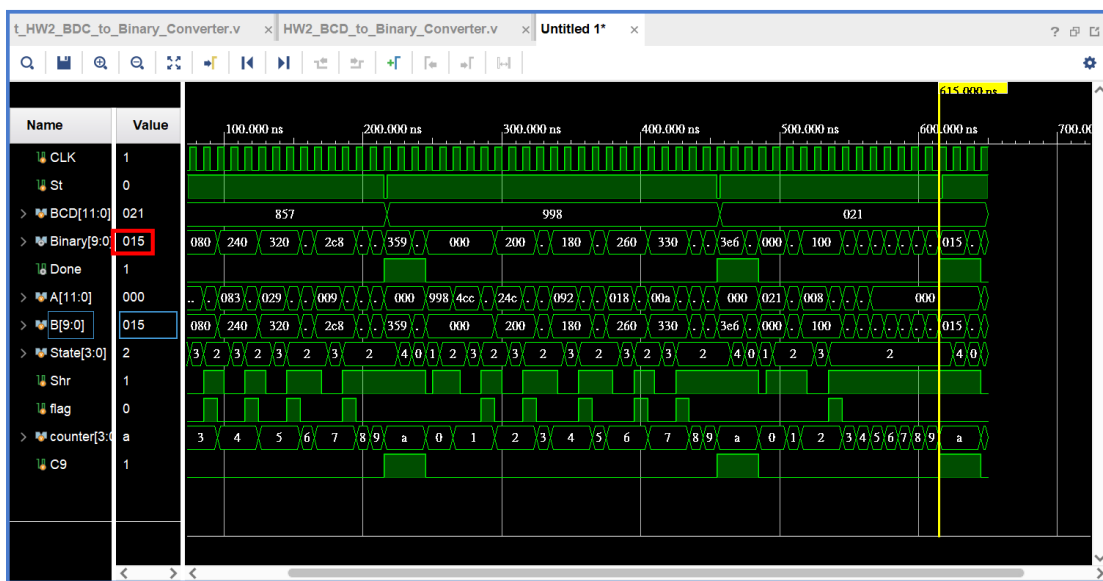 t_HW2_BDC_to_Binary_Converter.v × HW2_BCD_to_Binary_Converter.v × Untitled 1* × ?
615.000 ns
Name Value 100.000 ns 200.000 ns 300.000 ns 400.000 ns 500.000 ns 600.000 ns 700.00
CLK 1
St 0
BCD[11:0] 021 857 998 021
Binary[9:0] 015 080 240 320 . 2c8 . . 359 . 000 200 . 180 . 260 330 . . 3e6 . 000 . 100 . . . . . . . 015 .
Done 1
A[11:0] 000 .. . 083 . 029 . . 009 . . 000 998 4cc . 24c . . 092 . . 018 . 00a . . . 000 021 . 008 . . . 000
B[9:0] 015 080 240 320 . 2c8 . . 359 . 000 200 . 180 . 260 330 . . 3e6 . 000 . 100 . . . . . . . 015 .
State[3:0] 2 3 2 3 2 3 2 3 2 4 0 1 2 3 2 3 2 3 2 3 2 3 2 4 0 1 2 3 2 4 0
Shr 1
flag 0
counter[3:0 a 3 4 5 6 7 8 9 a 0 1 2 3 4 5 6 7 8 9 a 0 1 2 3 4 5 6 7 8 9 a
C9 1